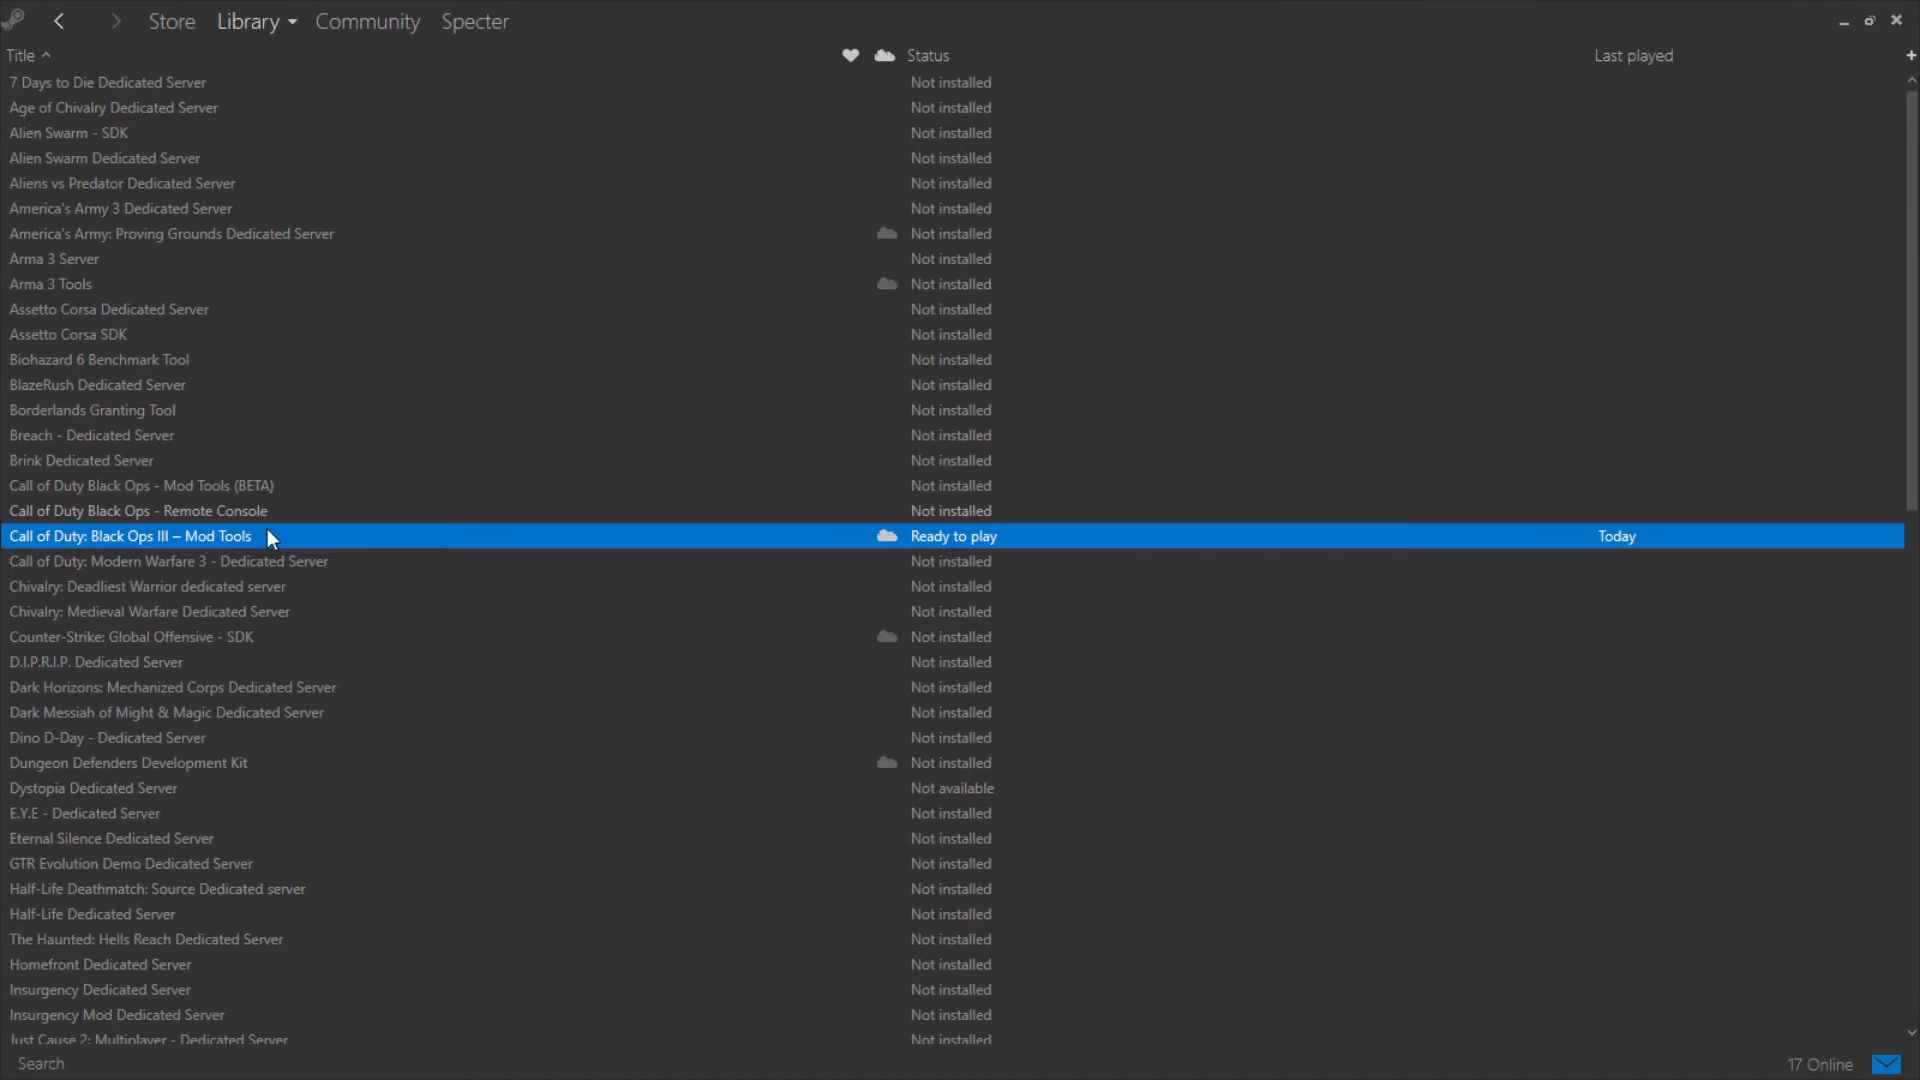 Store Library Community Specter
Title Status Last played +
7 Days to Die Dedicated Server Not installed
Age of Chivalry Dedicated Server Not installed
Alien Swarm - SDK Not installed
Alien Swarm Dedicated Server Not installed
Aliens vs Predator Dedicated Server Not installed
America's Army 3 Dedicated Server Not installed
America's Army: Proving Grounds Dedicated Server Not installed
Arma 3 Server Not installed
Arma 3 Tools Not installed
Assetto Corsa Dedicated Server Not installed
Assetto Corsa SDK Not installed
Biohazard 6 Benchmark Tool Not installed
BlazeRush Dedicated Server Not installed
Borderlands Granting Tool Not installed
Breach - Dedicated Server Not installed
Brink Dedicated Server Not installed
Call of Duty Black Ops - Mod Tools (BETA) Not installed
Call of Duty Black Ops - Remote Console Not installed
Call of Duty: Black Ops III – Mod Tools Ready to play Today
Call of Duty: Modern Warfare 3 - Dedicated Server Not installed
Chivalry: Deadliest Warrior dedicated server Not installed
Chivalry: Medieval Warfare Dedicated Server Not installed
Counter-Strike: Global Offensive - SDK Not installed
D.I.P.R.I.P. Dedicated Server Not installed
Dark Horizons: Mechanized Corps Dedicated Server Not installed
Dark Messiah of Might & Magic Dedicated Server Not installed
Dino D-Day - Dedicated Server Not installed
Dungeon Defenders Development Kit Not installed
Dystopia Dedicated Server Not available
E.Y.E - Dedicated Server Not installed
Eternal Silence Dedicated Server Not installed
GTR Evolution Demo Dedicated Server Not installed
Half-Life Deathmatch: Source Dedicated server Not installed
Half-Life Dedicated Server Not installed
The Haunted: Hells Reach Dedicated Server Not installed
Homefront Dedicated Server Not installed
Insurgency Dedicated Server Not installed
Insurgency Mod Dedicated Server Not installed
Just Cause 2: Multiplayer - Dedicated Server Not installed
Search 17 Online